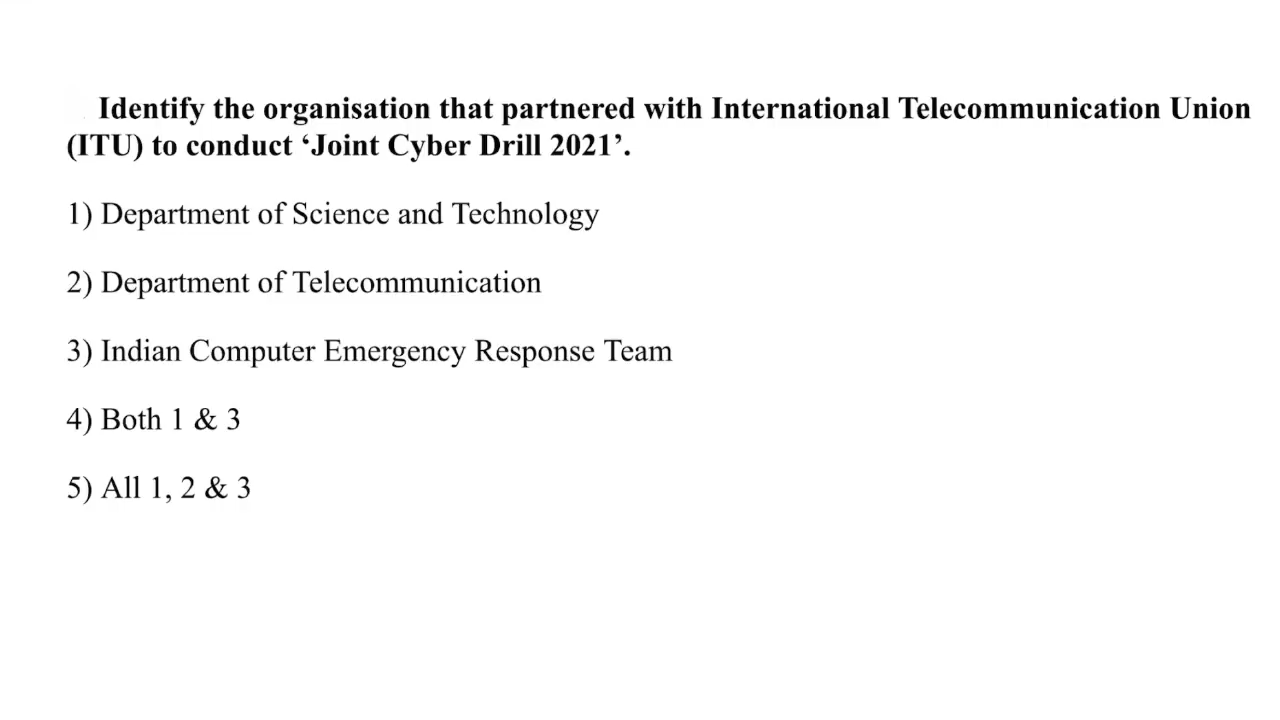 Identify the organisation that partnered with International Telecommunication Union
(ITU) to conduct ‘Joint Cyber Drill 2021’.
1) Department of Science and Technology
2) Department of Telecommunication
3) Indian Computer Emergency Response Team
4) Both 1 & 3
5) All 1, 2 & 3